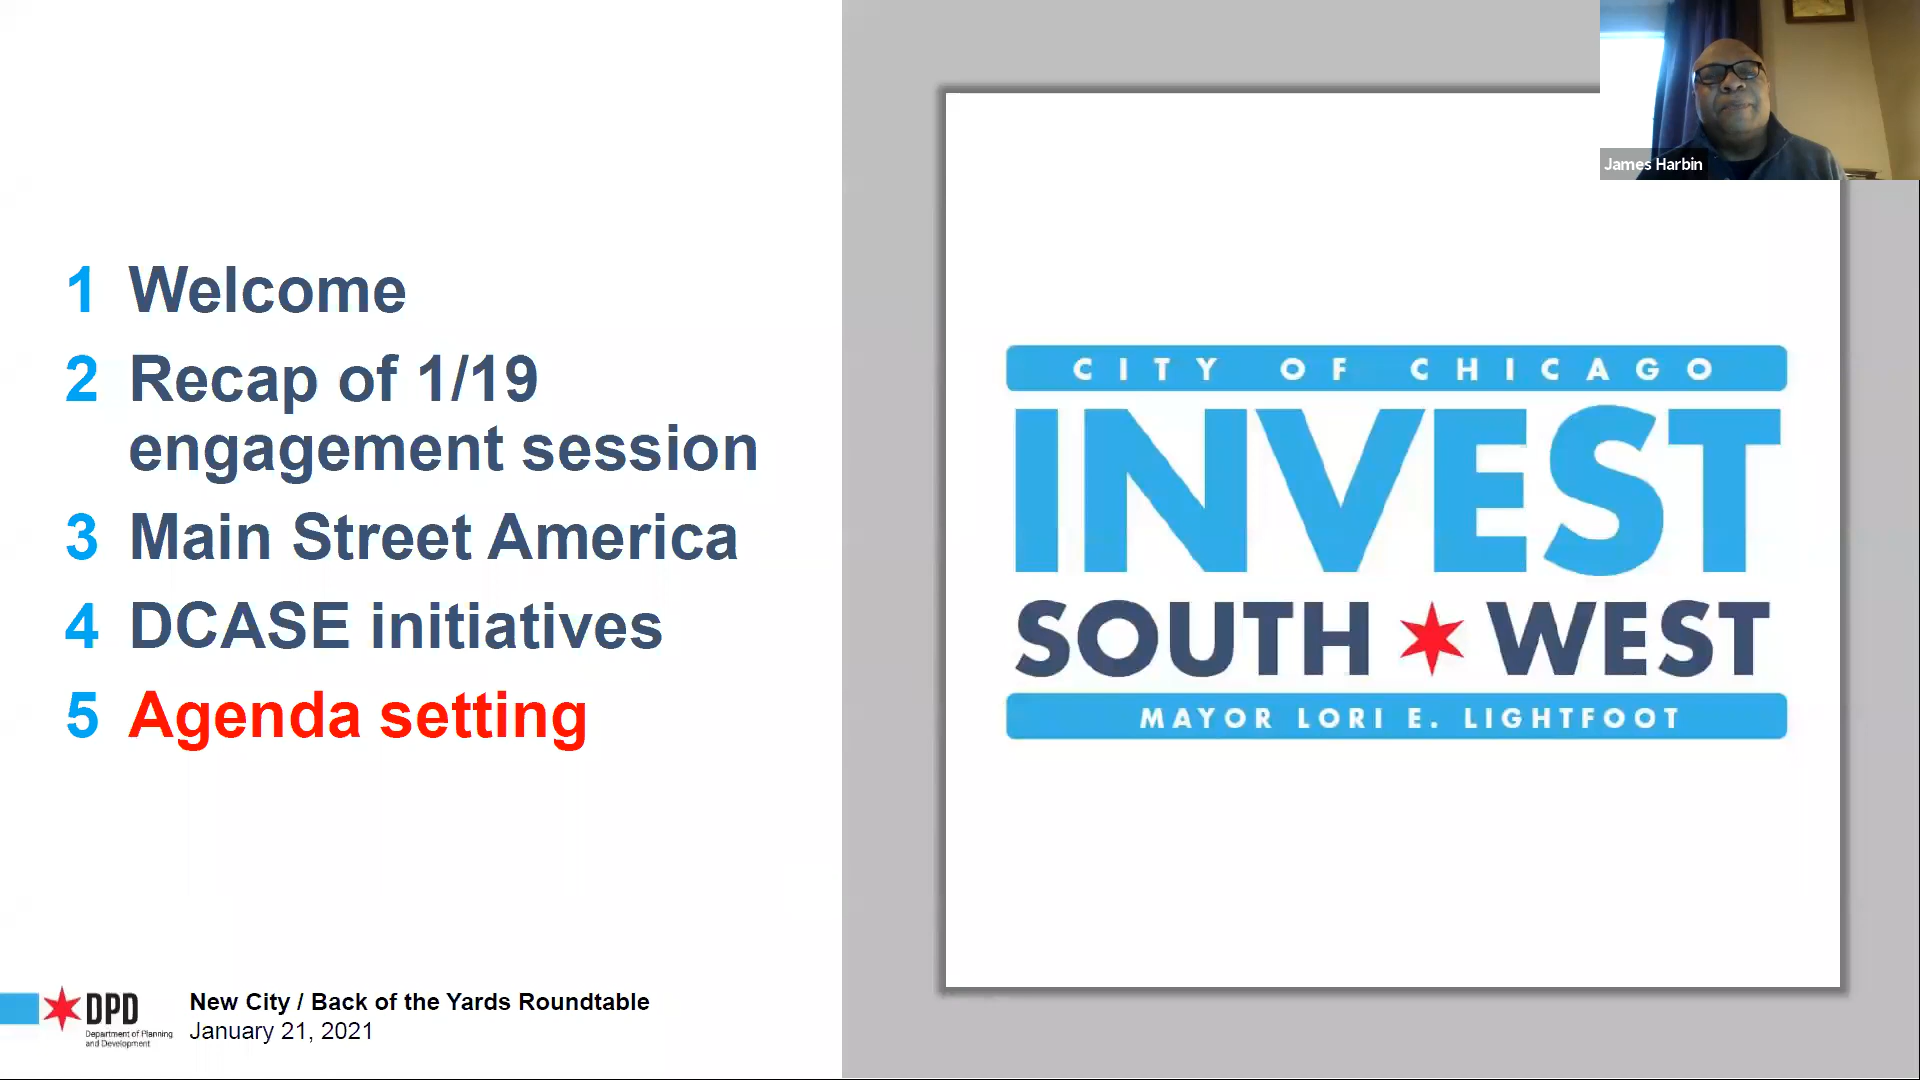 1 Welcome
2 Recap of 1/19
engagement session
3 Main Street America
4 DCASE initiatives
5 Agenda setting
DPD
Department of Planning
and Development
New City / Back of the Yards Roundtable
January 21, 2021
James Harbin
CITY OF CHICAGO
INVEST
SOUTH WEST
MAYOR LORI E. LIGHTFOOT